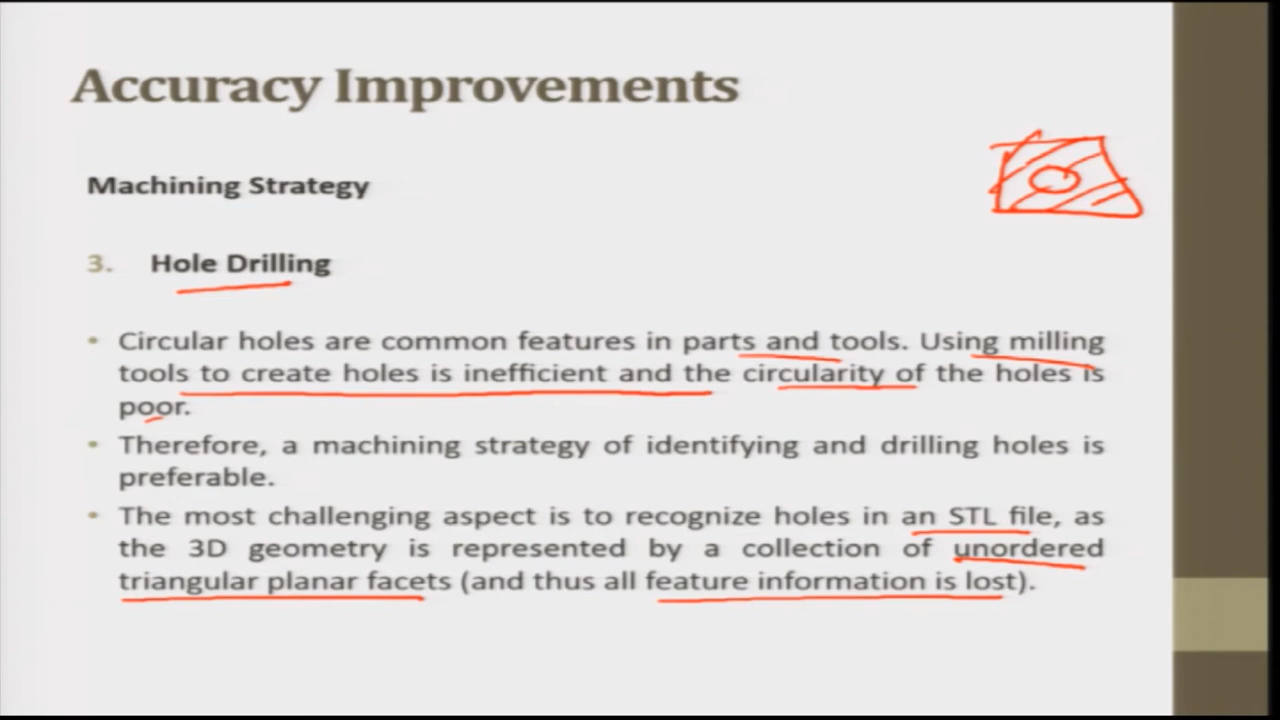 Accuracy Improvements
Machining Strategy
3. Hole Drilling
• Circular holes are common features in parts and tools. Using milling
tools to create holes is inefficient and the circularity of the holes is
poor.
• Therefore, a machining strategy of identifying and drilling holes is
preferable.
• The most challenging aspect is to recognize holes in an STL file, as
the 3D geometry is represented by a collection of unordered
triangular planar facets (and thus all feature information is lost).